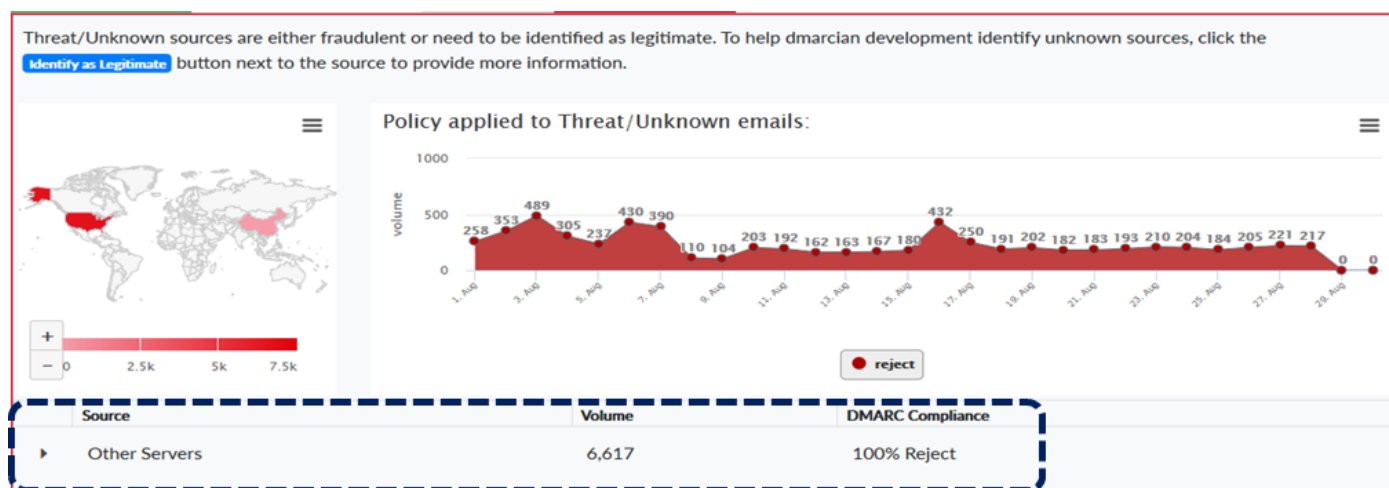 Threat/Unknown sources are either fraudulent or need to be identified as legitimate. To help dmarcian development identify unknown sources, click the
Identify as Legitimate button next to the source to provide more information.
Policy applied to Threat/Unknown emails:
1000
500
0
volume
258 353 489 305 237 430 390 110 104 203 192 162 163 167 180 432 250 191 202 182 183 193 210 204 184 205 221 217 0 0
1. Aug 3. Aug 5. Aug 7. Aug 9. Aug 11. Aug 13. Aug 15. Aug 17. Aug 19. Aug 21. Aug 23. Aug 25. Aug 27. Aug 29. Aug
+
−
0 2.5k 5k 7.5k
reject
Source Volume DMARC Compliance
Other Servers 6,617 100% Reject